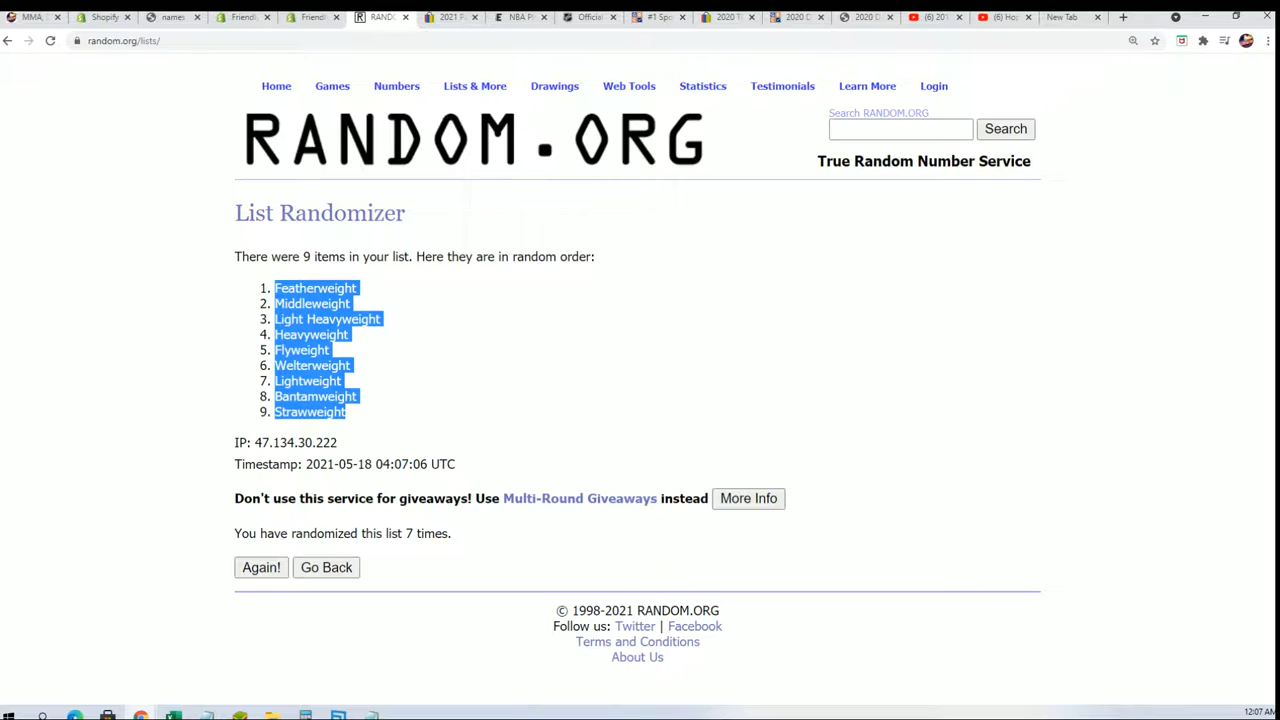 MMA, Shopify names Friendly Friendl RANDO 2021 P NBA P Official #1 Spo 2020 T 2020 D 2020 D (6) 201 (6) Ho New Tab
random.org/lists/
Home Games Numbers Lists & More Drawings Web Tools Statistics Testimonials Learn More Login
RANDOM.ORG
Search RANDOM.ORG
Search
True Random Number Service
List Randomizer
There were 9 items in your list. Here they are in random order:
1. Featherweight
2. Middleweight
3. Light Heavyweight
4. Heavyweight
5. Flyweight
6. Welterweight
7. Lightweight
8. Bantamweight
9. Strawweight
IP: 47.134.30.222
Timestamp: 2021-05-18 04:07:06 UTC
Don't use this service for giveaways! Use Multi-Round Giveaways instead More Info
You have randomized this list 7 times.
Again! Go Back
© 1998-2021 RANDOM.ORG
Follow us: Twitter | Facebook
Terms and Conditions
About Us
12:07 AM